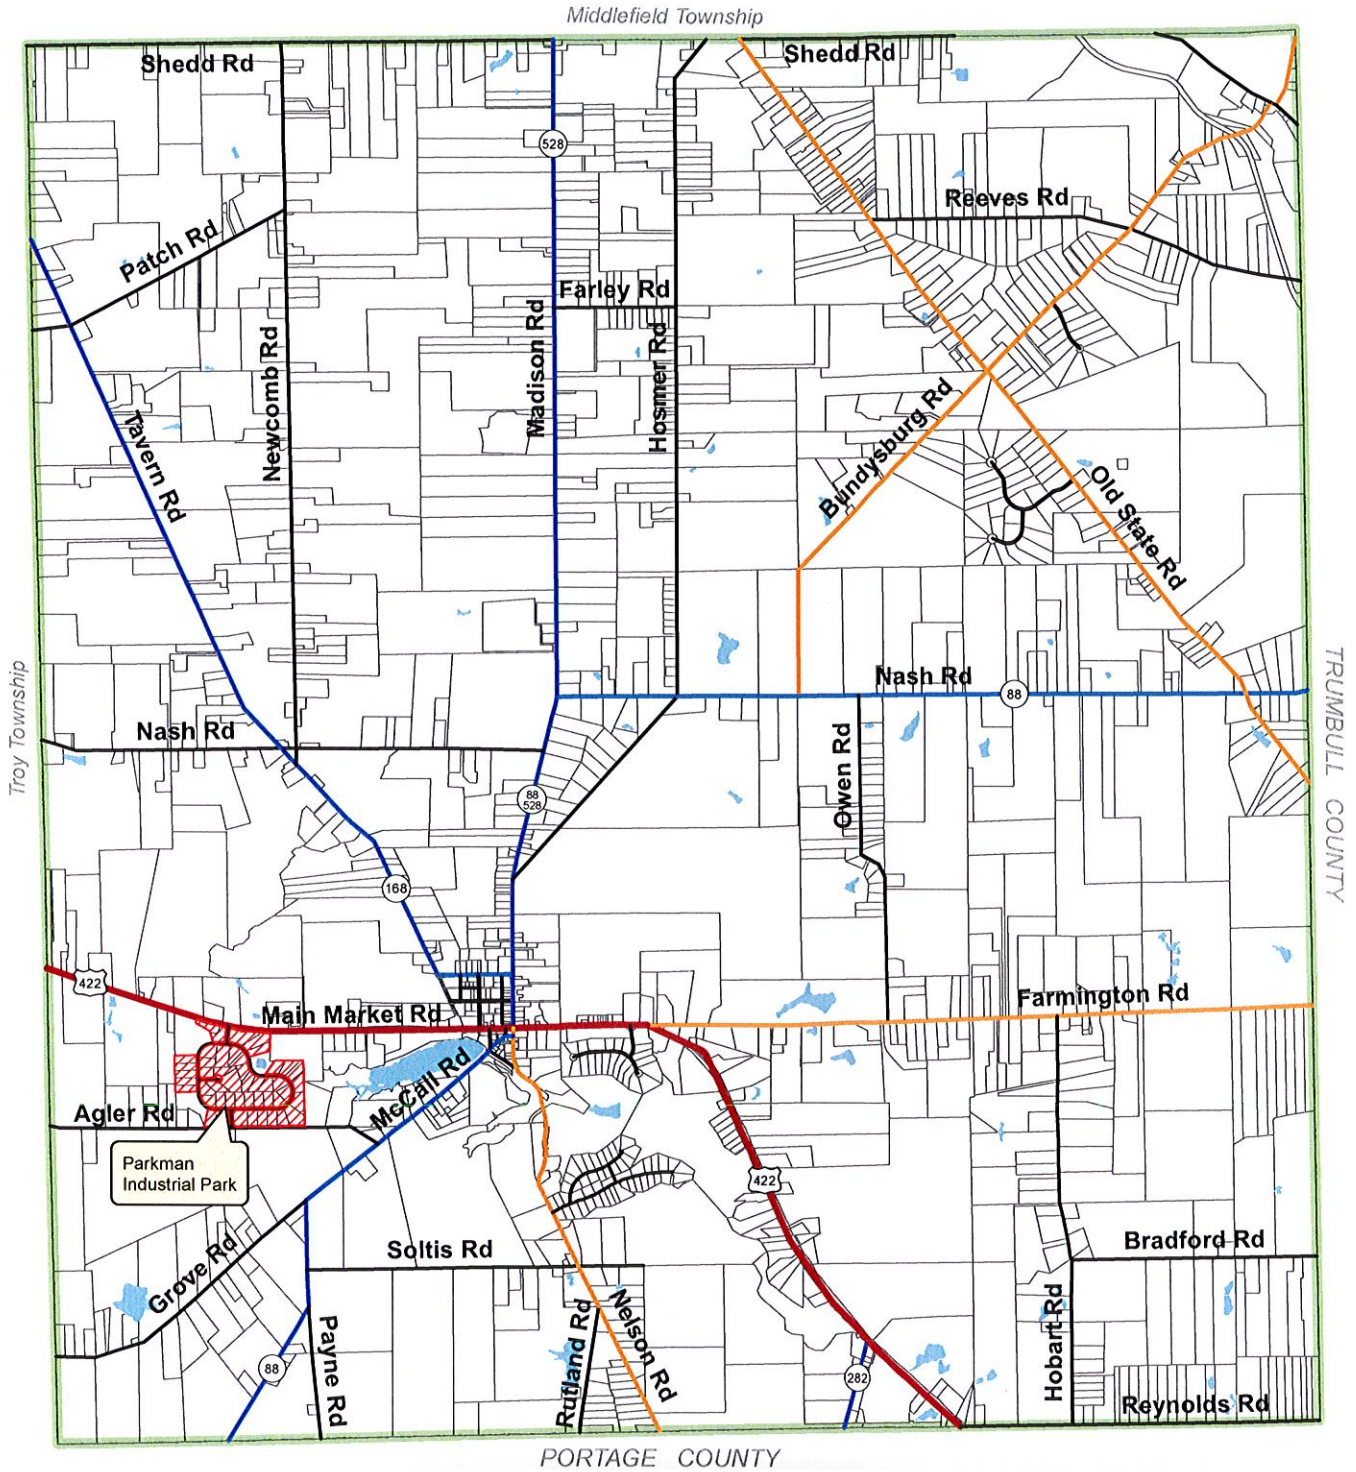 Middlefield Township
Shedd Rd
Shedd Rd
528
Reeves Rd
Patch Rd
Farley Rd
Madison Rd
Hosmer Rd
Newcomb Rd
Tavern Rd
Bundysburg Rd
Old State Rd
Troy Township
TRUMBULL COUNTY
Nash Rd
88
Nash Rd
Owen Rd
88
528
168
422
Main Market Rd
Farmington Rd
McCall Rd
Agler Rd
Parkman
Industrial Park
422
Grove Rd
Soltis Rd
Bradford Rd
Payne Rd
Rutland Rd
Nelson Rd
Hobart Rd
88
282
Reynolds Rd
PORTAGE COUNTY